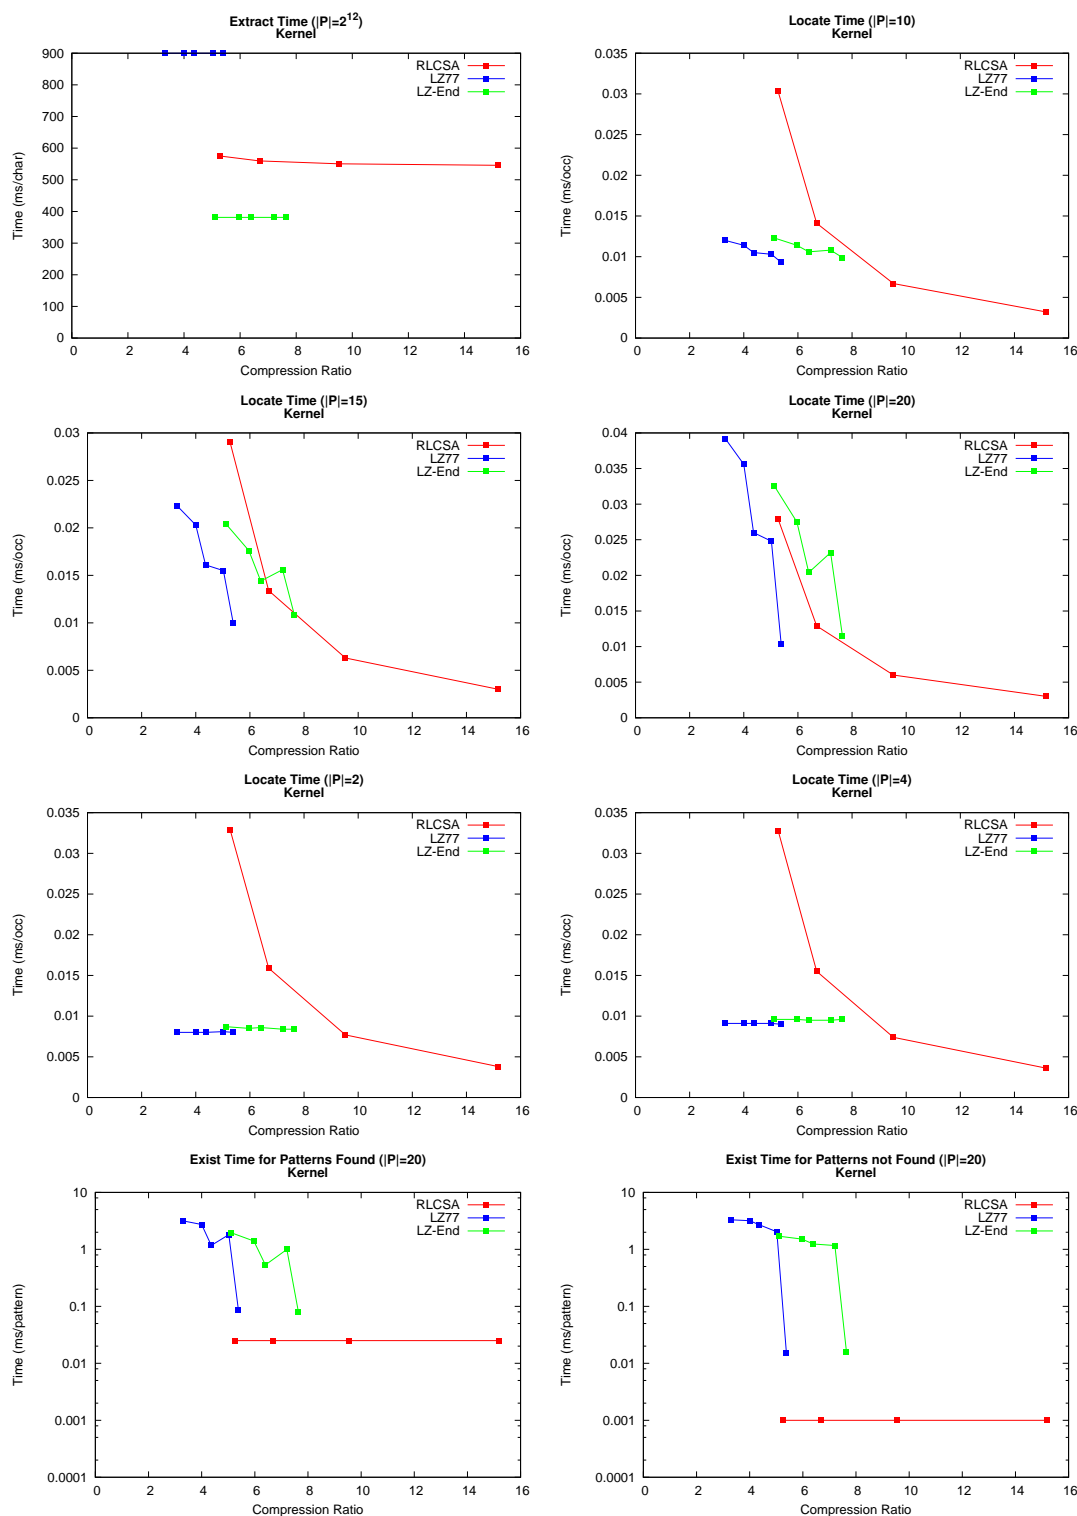 Extract Time (|P|=2^12)
Kernel
Time (ms/char)
900
800
700
600
500
400
300
200
100
0
0 2 4 6 8 10 12 14 16
Compression Ratio
RLCSA
LZ77
LZ-End
Locate Time (|P|=10)
Kernel
Time (ms/occ)
0.035
0.03
0.025
0.02
0.015
0.01
0.005
0
0 2 4 6 8 10 12 14 16
Compression Ratio
RLCSA
LZ77
LZ-End
Locate Time (|P|=15)
Kernel
Time (ms/occ)
0.03
0.025
0.02
0.015
0.01
0.005
0
0 2 4 6 8 10 12 14 16
Compression Ratio
RLCSA
LZ77
LZ-End
Locate Time (|P|=20)
Kernel
Time (ms/occ)
0.04
0.035
0.03
0.025
0.02
0.015
0.01
0.005
0
0 2 4 6 8 10 12 14 16
Compression Ratio
RLCSA
LZ77
LZ-End
Locate Time (|P|=2)
Kernel
Time (ms/occ)
0.035
0.03
0.025
0.02
0.015
0.01
0.005
0
0 2 4 6 8 10 12 14 16
Compression Ratio
RLCSA
LZ77
LZ-End
Locate Time (|P|=4)
Kernel
Time (ms/occ)
0.035
0.03
0.025
0.02
0.015
0.01
0.005
0
0 2 4 6 8 10 12 14 16
Compression Ratio
RLCSA
LZ77
LZ-End
Exist Time for Patterns Found (|P|=20)
Kernel
Time (ms/pattern)
10
1
0.1
0.01
0.001
0.0001
0 2 4 6 8 10 12 14 16
Compression Ratio
RLCSA
LZ77
LZ-End
Exist Time for Patterns not Found (|P|=20)
Kernel
Time (ms/pattern)
10
1
0.1
0.01
0.001
0.0001
0 2 4 6 8 10 12 14 16
Compression Ratio
RLCSA
LZ77
LZ-End